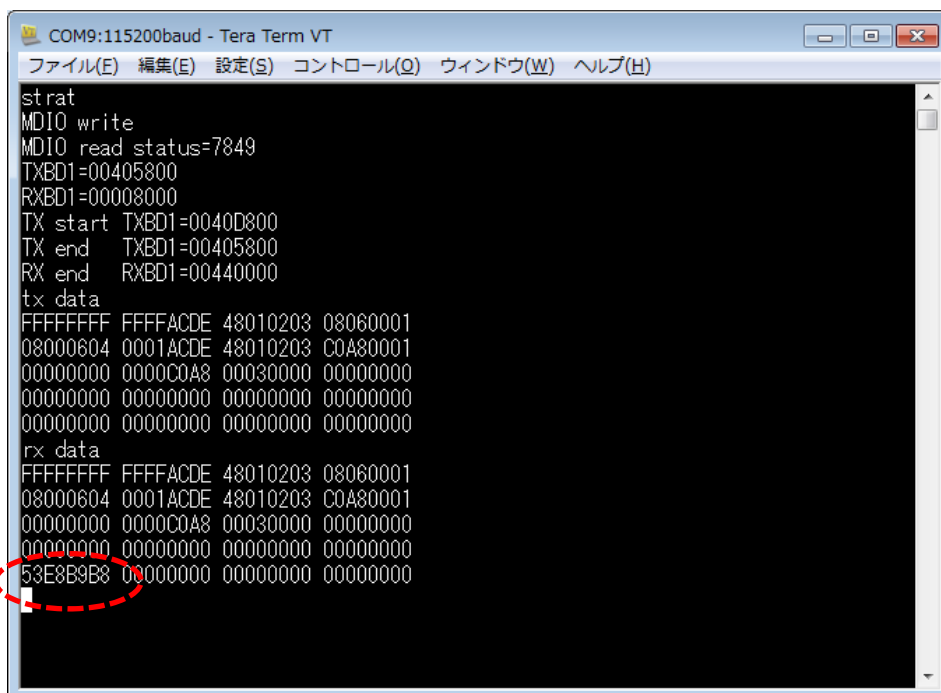 COM9:115200baud - Tera Term VT
ファイル(F) 編集(E) 設定(S) コントロール(O) ウィンドウ(W) ヘルプ(H)
strat
MDIO write
MDIO read status=7849
TXBD1=00405800
RXBD1=00008000
TX start TXBD1=0040D800
TX end TXBD1=00405800
RX end RXBD1=00440000
tx data
FFFFFFFF FFFFACDE 48010203 08060001
08000604 0001ACDE 48010203 C0A80001
00000000 0000C0A8 00030000 00000000
00000000 00000000 00000000 00000000
00000000 00000000 00000000 00000000
rx data
FFFFFFFF FFFFACDE 48010203 08060001
08000604 0001ACDE 48010203 C0A80001
00000000 0000C0A8 00030000 00000000
00000000 00000000 00000000 00000000
53E8B9B8 00000000 00000000 00000000